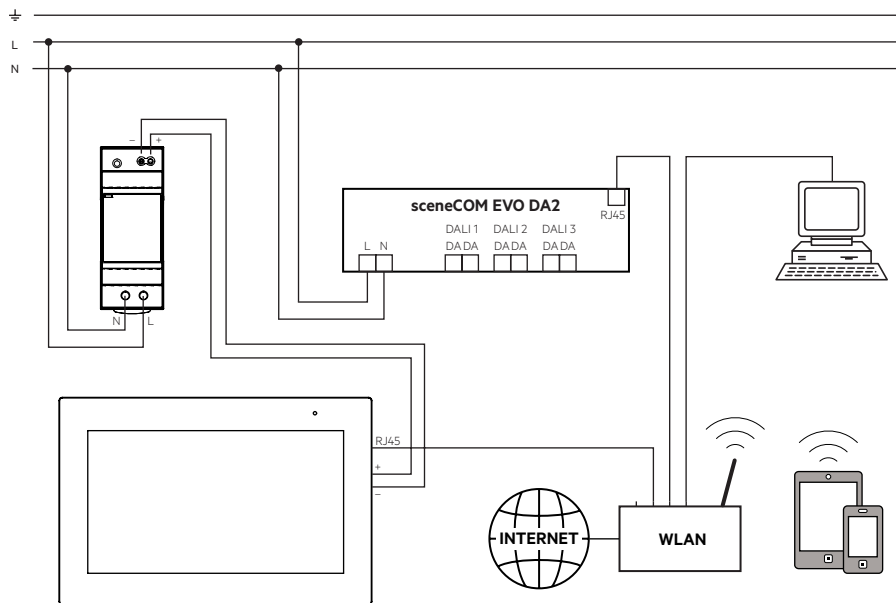 L
N
– +
sceneCOM EVO DA2
RJ45
DALI 1 DALI 2 DALI 3
L N DA DA DA DA DA DA
N L
RJ45
+
–
INTERNET
WLAN